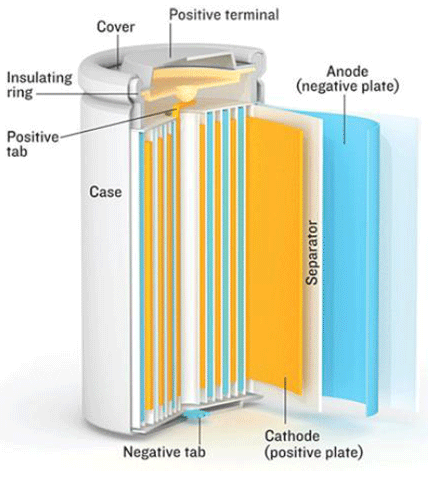 Positive terminal
Cover
Insulating
ring
Anode
(negative plate)
Positive
tab
Case
Separator
Negative tab
Cathode
(positive plate)